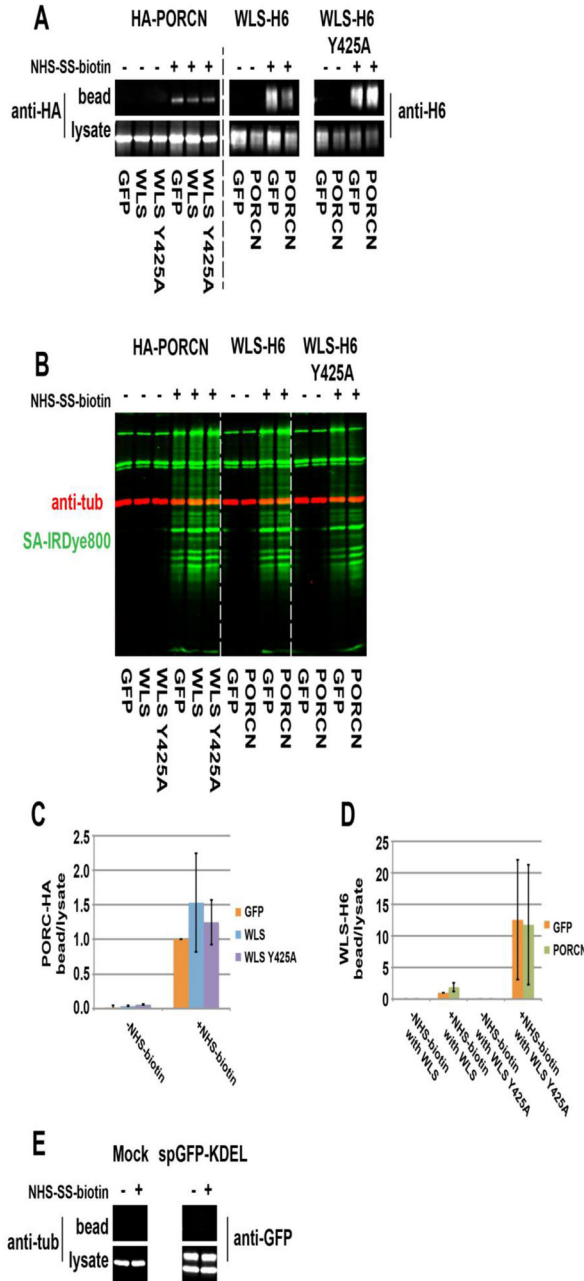 A
HA-PORCN WLS-H6 WLS-H6 Y425A
NHS-SS-biotin - - - + + + - - + + - - + +
anti-HA bead anti-H6
lysate
GFP WLS WLS Y425A GFP WLS WLS Y425A GFP PORCN GFP PORCN GFP PORCN GFP PORCN
B
HA-PORCN WLS-H6 WLS-H6 Y425A
NHS-SS-biotin - - - + + + - - + + - - + +
anti-tub
SA-IRDye800
GFP WLS WLS Y425A GFP WLS WLS Y425A GFP PORCN GFP PORCN GFP PORCN GFP PORCN
C
PORC-HA
bead/lysate
2.5
2.0
1.5
1.0
0.5
0.0
GFP
WLS
WLS Y425A
-NHS-biotin
+NHS-biotin
D
WLS-H6
bead/lysate
25
20
15
10
5
0
GFP
PORCN
-NHS-biotin
with WLS
+NHS-biotin
with WLS
-NHS-biotin
with WLS Y425A
+NHS-biotin
with WLS Y425A
E
Mock spGFP-KDEL
NHS-SS-biotin - + - +
anti-tub bead anti-GFP
lysate